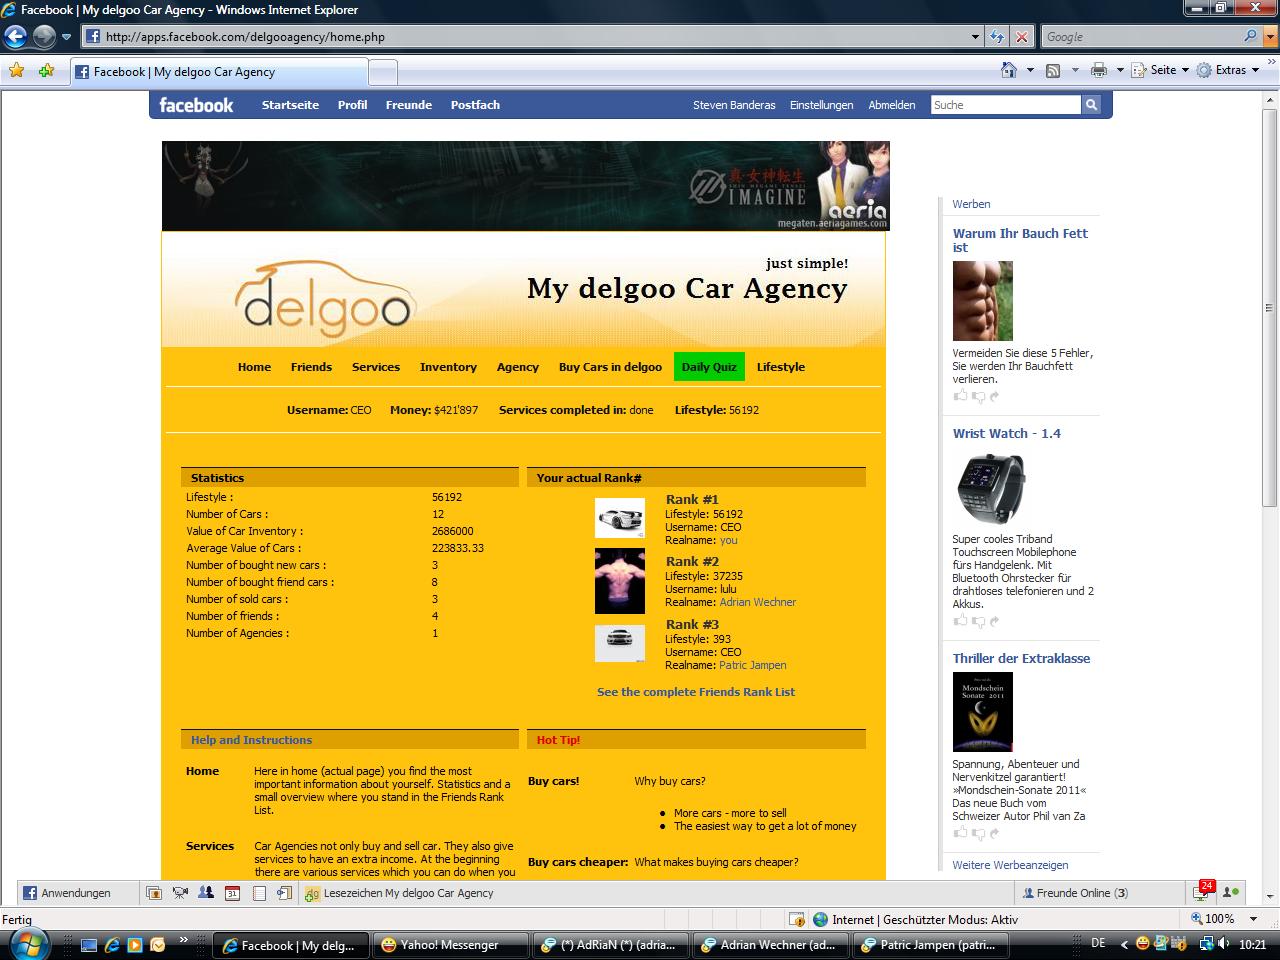 Facebook | My delgoo Car Agency - Windows Internet Explorer
http://apps.facebook.com/delgooagency/home.php
Google
Facebook | My delgoo Car Agency
Seite
Extras
facebook
Startseite Profil Freunde Postfach
Steven Banderas Einstellungen Abmelden
Suche
真・女神転生
SHIN MEGAMI TENSEI
IMAGINE
aeria
megaten.aeriagames.com
delgoo
just simple!
My delgoo Car Agency
Home Friends Services Inventory Agency Buy Cars in delgoo Daily Quiz Lifestyle
Username: CEO Money: $421'897 Services completed in: done Lifestyle: 56192
Statistics
Lifestyle : 56192
Number of Cars : 12
Value of Car Inventory : 2686000
Average Value of Cars : 223833.33
Number of bought new cars : 3
Number of bought friend cars : 8
Number of sold cars : 3
Number of friends : 4
Number of Agencies : 1
Your actual Rank#
Rank #1
Lifestyle: 56192
Username: CEO
Realname: you
Rank #2
Lifestyle: 37235
Username: lulu
Realname: Adrian Wechner
Rank #3
Lifestyle: 393
Username: CEO
Realname: Patric Jampen
See the complete Friends Rank List
Help and Instructions
Home
Here in home (actual page) you find the most
important information about yourself. Statistics and a
small overview where you stand in the Friends Rank
List.
Services
Car Agencies not only buy and sell car. They also give
services to have an extra income. At the beginning
there are various services which you can do when you
Hot Tip!
Buy cars! Why buy cars?
• More cars - more to sell
• The easiest way to get a lot of money
Buy cars cheaper: What makes buying cars cheaper?
Werben
Warum Ihr Bauch Fett
ist
Vermeiden Sie diese 5 Fehler,
Sie werden Ihr Bauchfett
verlieren.
Wrist Watch - 1.4
Super cooles Triband
Touchscreen Mobilephone
fürs Handgelenk. Mit
Bluetooth Ohrstecker für
drahtloses telefonieren und 2
Akkus.
Thriller der Extraklasse
Mondschein
Sonate 2011
Spannung, Abenteuer und
Nervenkitzel garantiert!
»Mondschein-Sonate 2011«
Das neue Buch vom
Schweizer Autor Phil van Za
Weitere Werbeanzeigen
Anwendungen
31
Lesezeichen My delgoo Car Agency
Freunde Online (3)
24
Fertig
Internet | Geschützter Modus: Aktiv
100%
Facebook | My delg...
Yahoo! Messenger
(*) AdRiaN (*) (adria...
Adrian Wechner (ad...
Patric Jampen (patri...
DE
10:21